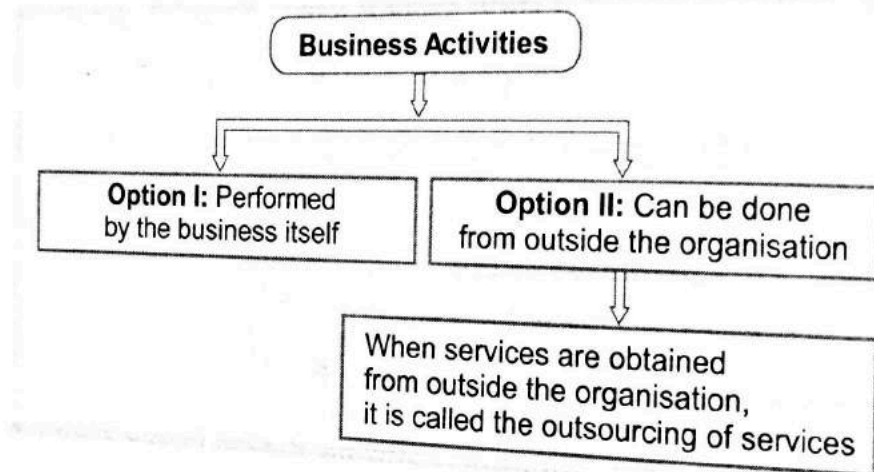 Business Activities
Option I: Performed
by the business itself
Option II: Can be done
from outside the organisation
When services are obtained
from outside the organisation,
it is called the outsourcing of services